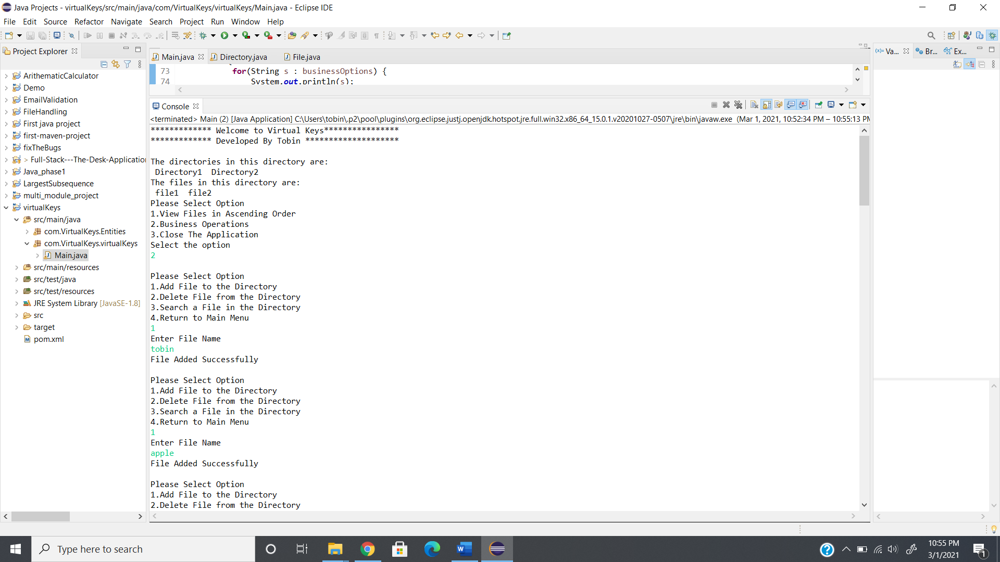 Java Projects - virtualKeys/src/main/java/com/VirtualKeys/virtualKeys/Main.java - Eclipse IDE
File Edit Source Refactor Navigate Search Project Run Window Help
Project Explorer
ArithematicCalculator
Demo
EmailValidation
FileHandling
First java project
first-maven-project
fixTheBugs
> Full-Stack---The-Desk-Application
Java_phase1
LargestSubsequence
multi_module_project
virtualKeys
src/main/java
com.VirtualKeys.Entities
com.VirtualKeys.virtualKeys
Main.java
src/main/resources
src/test/java
src/test/resources
JRE System Library [JavaSE-1.8]
src
target
pom.xml
Main.java Directory.java File.java
73 for(String s : businessOptions) {
74 System.out.println(s);
Console
<terminated> Main (2) [Java Application] C:\Users\tobin\.p2\pool\plugins\org.eclipse.justj.openjdk.hotspot.jre.full.win32.x86_64_15.0.1.v20201027-0507\jre\bin\javaw.exe (Mar 1, 2021, 10:52:34 PM – 10:55:13 PM
************* Welcome to Virtual Keys****************
************* Developed By Tobin ********************
The directories in this directory are:
Directory1 Directory2
The files in this directory are:
file1 file2
Please Select Option
1.View Files in Ascending Order
2.Business Operations
3.Close The Application
Select the option
2
Please Select Option
1.Add File to the Directory
2.Delete File from the Directory
3.Search a File in the Directory
4.Return to Main Menu
1
Enter File Name
tobin
File Added Successfully
Please Select Option
1.Add File to the Directory
2.Delete File from the Directory
3.Search a File in the Directory
4.Return to Main Menu
1
Enter File Name
apple
File Added Successfully
Please Select Option
1.Add File to the Directory
2.Delete File from the Directory
(x)= Va... Br... Ex...
Type here to search
10:55 PM
3/1/2021
1